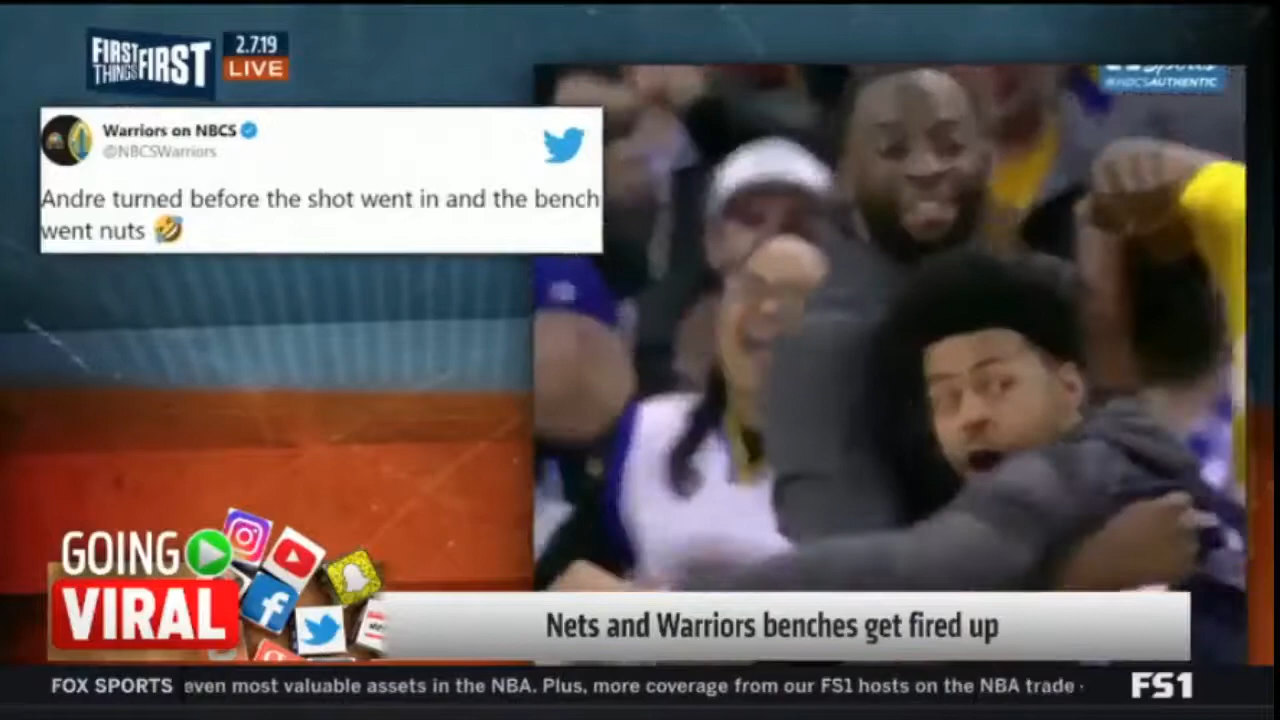 FIRST THINGS FIRST
2.7.19
LIVE
Warriors on NBCS
@NBCSWarriors
Andre turned before the shot went in and the bench
went nuts 🤣
Sports
#NBCSAUTHENTIC
GOING
VIRAL
Nets and Warriors benches get fired up
FOX SPORTS even most valuable assets in the NBA. Plus, more coverage from our FS1 hosts on the NBA trade
FS1